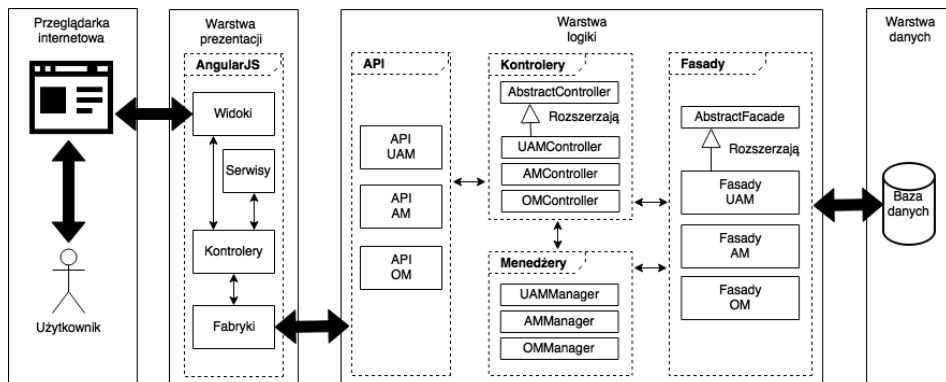 Przeglądarka
internetowa
Użytkownik
Warstwa
prezentacji
AngularJS
Widoki
Serwisy
Kontrolery
Fabryki
Warstwa
logiki
API
API
UAM
API
AM
API
OM
Kontrolery
AbstractController
Rozszerzają
UAMController
AMController
OMController
Menedżery
UAMManager
AMManager
OMManager
Fasady
AbstractFacade
Rozszerzają
Fasady
UAM
Fasady
AM
Fasady
OM
Warstwa
danych
Baza
danych